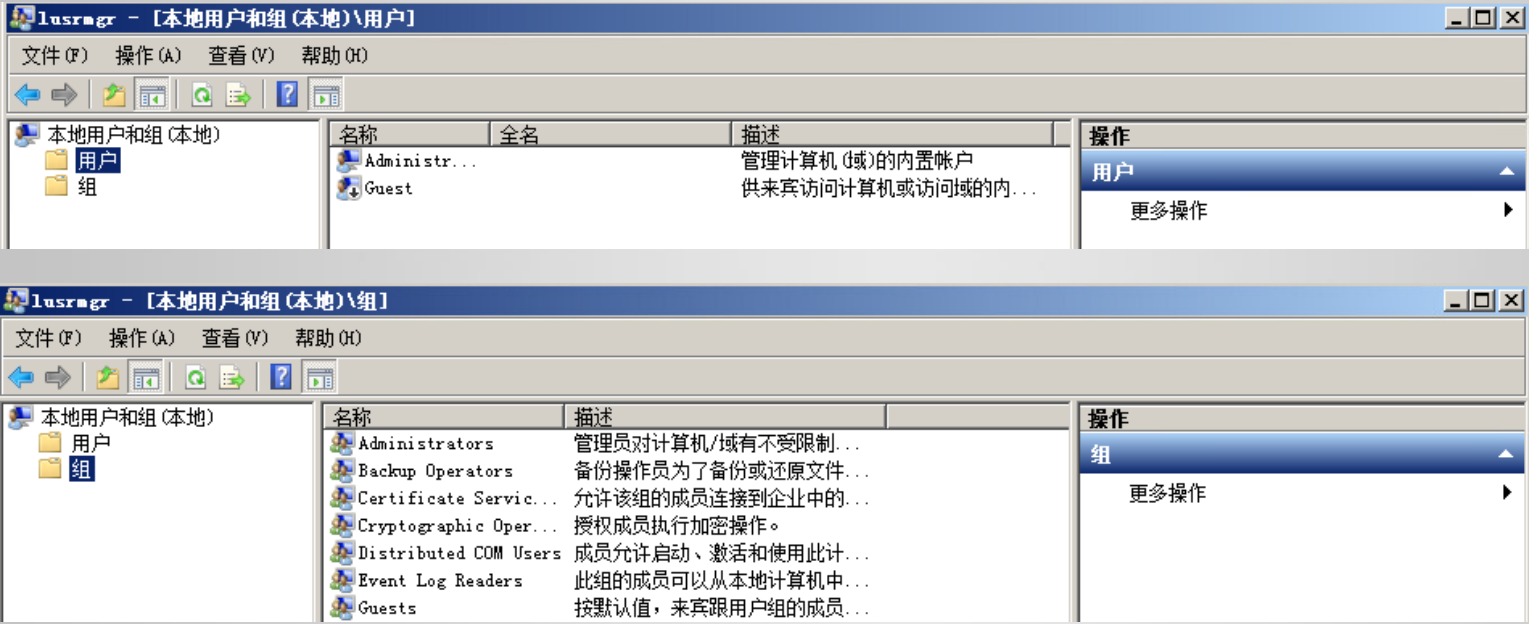 lusrmgr - [本地用户和组(本地)\用户]
文件(F) 操作(A) 查看(V) 帮助(H)
本地用户和组(本地) 名称 全名 描述 操作
用户 Administr... 管理计算机(域)的内置帐户 用户
组 Guest 供来宾访问计算机或访问域的内... 更多操作
lusrmgr - [本地用户和组(本地)\组]
文件(F) 操作(A) 查看(V) 帮助(H)
本地用户和组(本地) 名称 描述 操作
用户 Administrators 管理员对计算机/域有不受限制... 组
组 Backup Operators 备份操作员为了备份或还原文件...
Certificate Servic... 允许该组的成员连接到企业中的... 更多操作
Cryptographic Oper... 授权成员执行加密操作。
Distributed COM Users 成员允许启动、激活和使用此计...
Event Log Readers 此组的成员可以从本地计算机中...
Guests 按默认值，来宾跟用户组的成员...